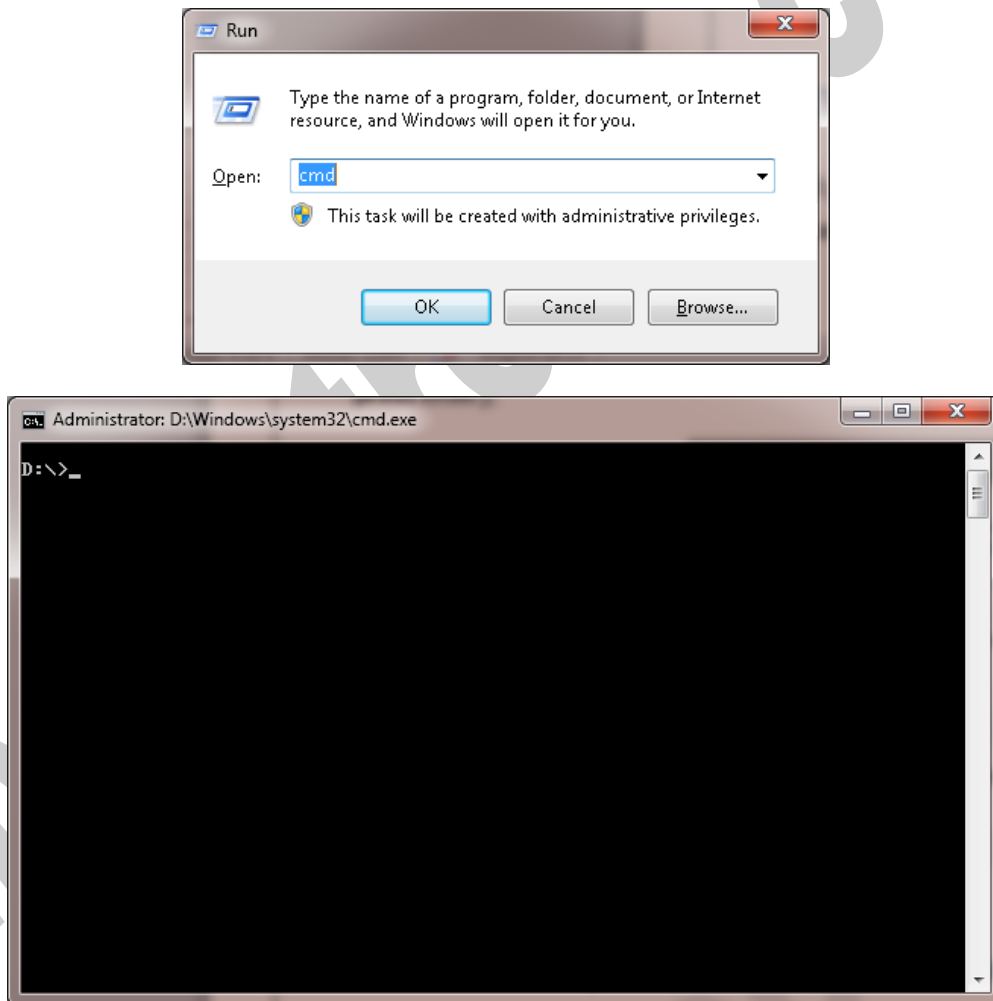 Run
Type the name of a program, folder, document, or Internet
resource, and Windows will open it for you.
Open:
cmd
This task will be created with administrative privileges.
OK
Cancel
Browse...
Administrator: D:\Windows\system32\cmd.exe
D:\>_